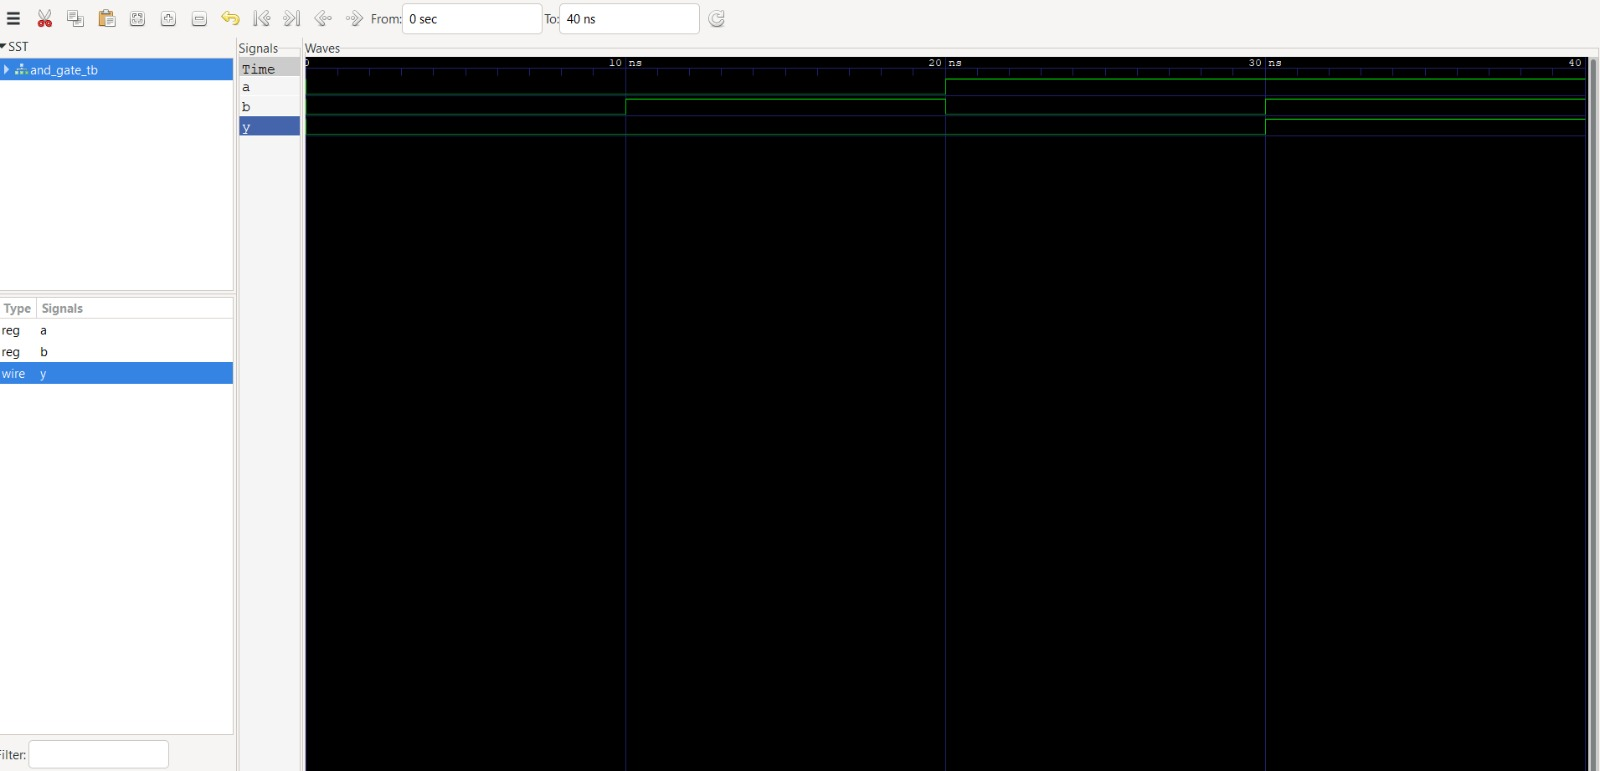 From: 0 sec To: 40 ns
SST
and_gate_tb
Type Signals
reg a
reg b
wire y
Filter:
Signals
Time
a
b
y
Waves
0 10 ns 20 ns 30 ns 40